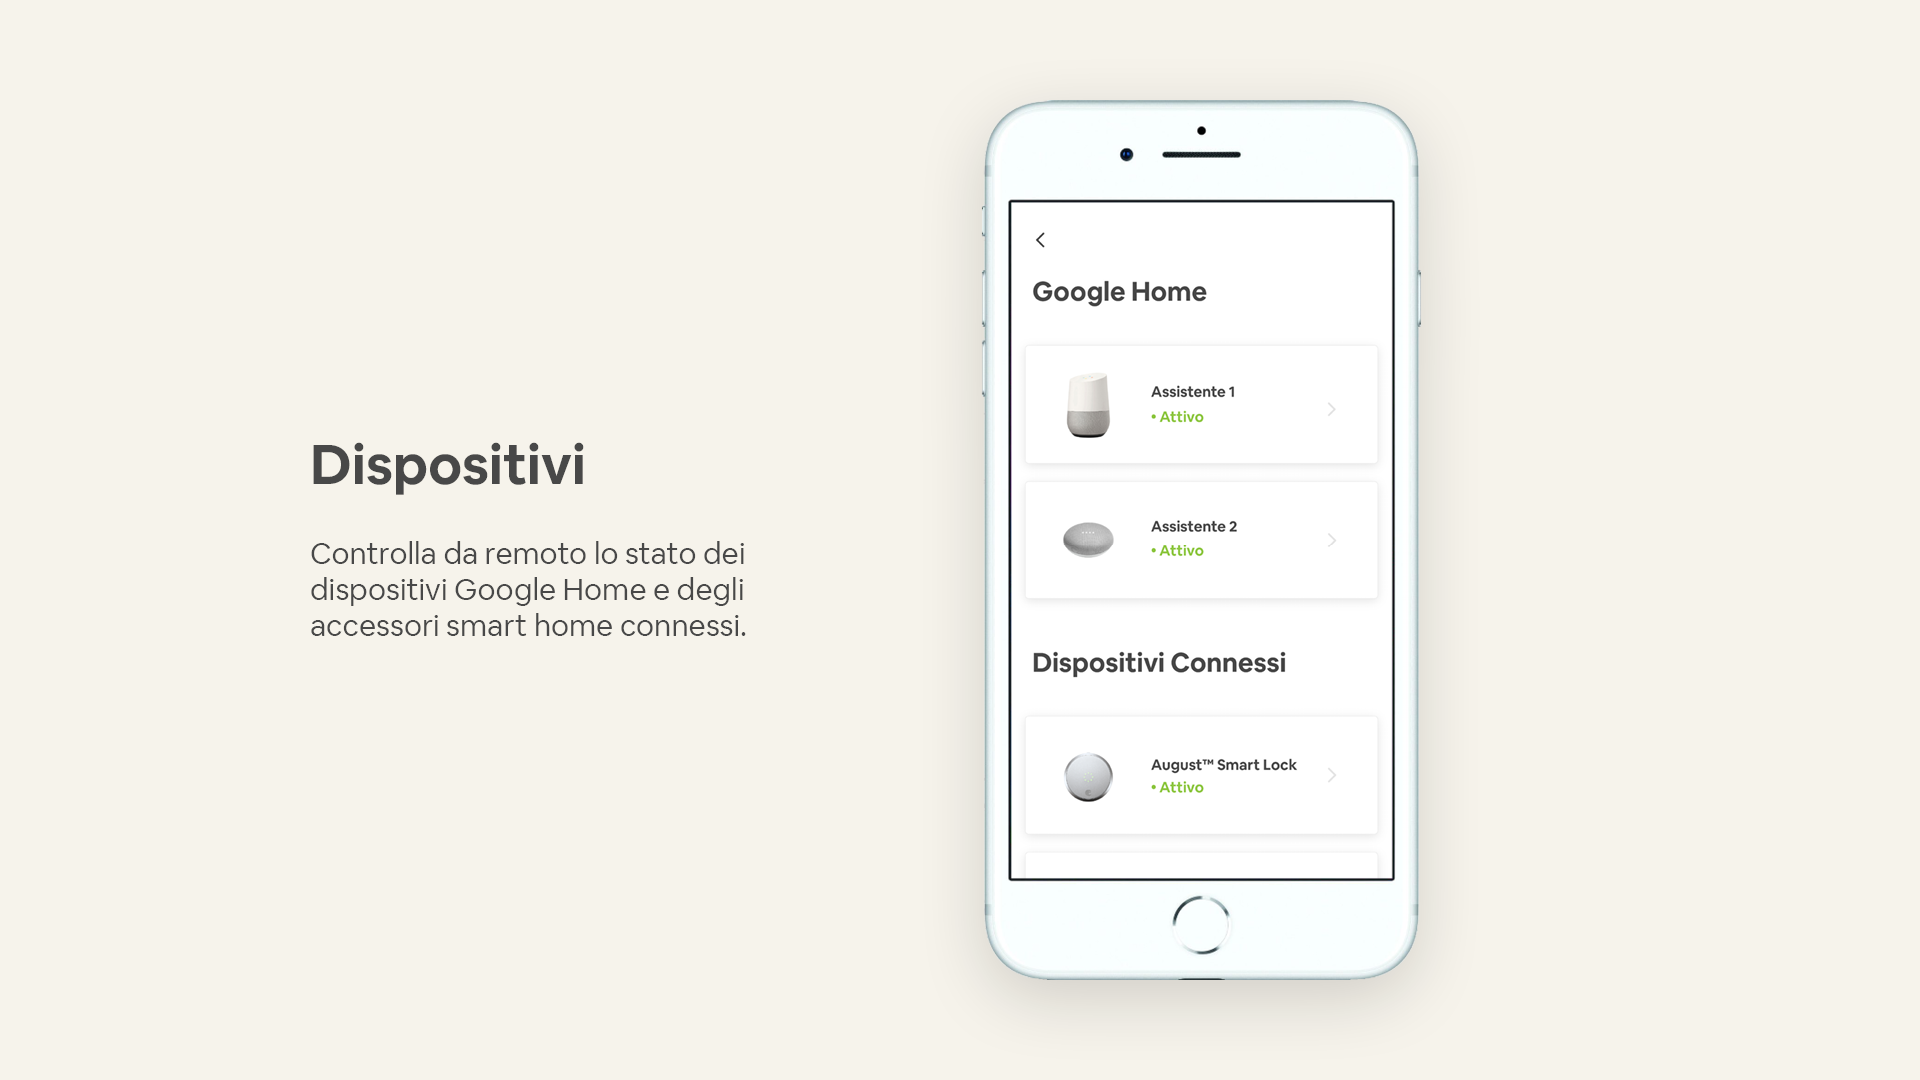 Dispositivi
Controlla da remoto lo stato dei
dispositivi Google Home e degli
accessori smart home connessi.
Google Home
Assistente 1
• Attivo
Assistente 2
• Attivo
Dispositivi Connessi
August™ Smart Lock
• Attivo